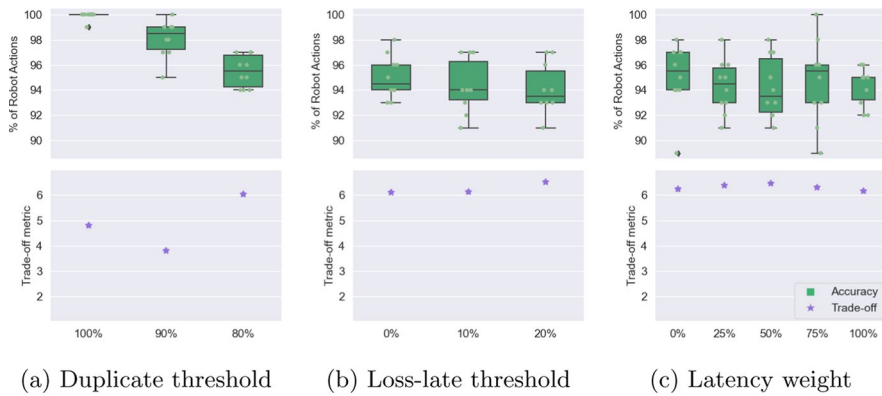 % of Robot Actions
100
98
96
94
92
90
Trade-off metric
6
5
4
3
2
100% 90% 80%
(a) Duplicate threshold
% of Robot Actions
100
98
96
94
92
90
Trade-off metric
6
5
4
3
2
0% 10% 20%
(b) Loss-late threshold
% of Robot Actions
100
98
96
94
92
90
Trade-off metric
6
5
4
3
2
Accuracy
Trade-off
0% 25% 50% 75% 100%
(c) Latency weight